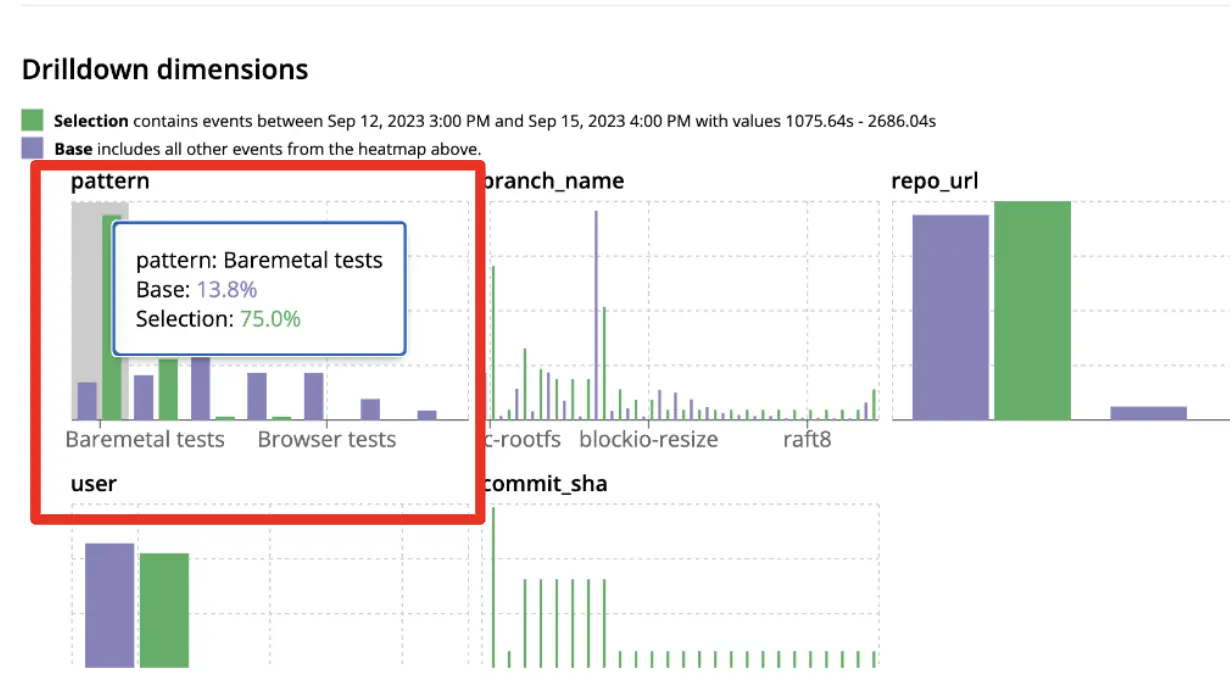 Drilldown dimensions
Selection contains events between Sep 12, 2023 3:00 PM and Sep 15, 2023 4:00 PM with values 1075.64s - 2686.04s
Base includes all other events from the heatmap above.
pattern
pattern: Baremetal tests
Base: 13.8%
Selection: 75.0%
Baremetal tests
Browser tests
branch_name
c-rootfs
blockio-resize
raft8
repo_url
user
commit_sha